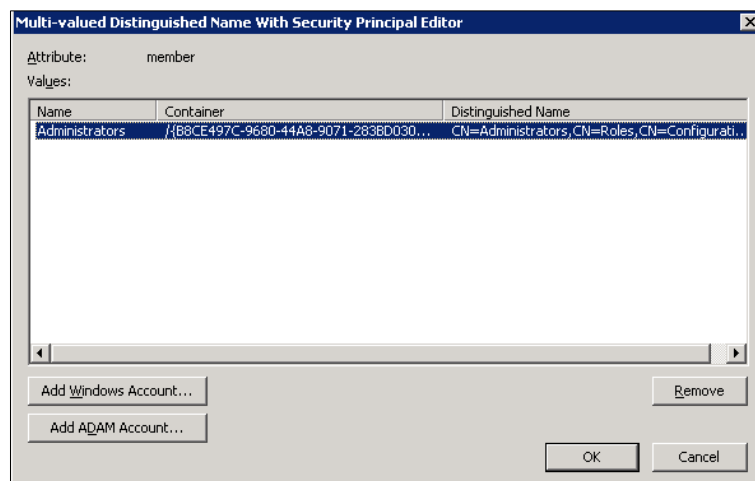 Multi-valued Distinguished Name With Security Principal Editor
Attribute: member
Values:
Name Container Distinguished Name
Administrators /{B8CE497C-9680-44A8-9071-283BD030... CN=Administrators,CN=Roles,CN=Configurati...
Add Windows Account... Remove
Add ADAM Account...
OK Cancel